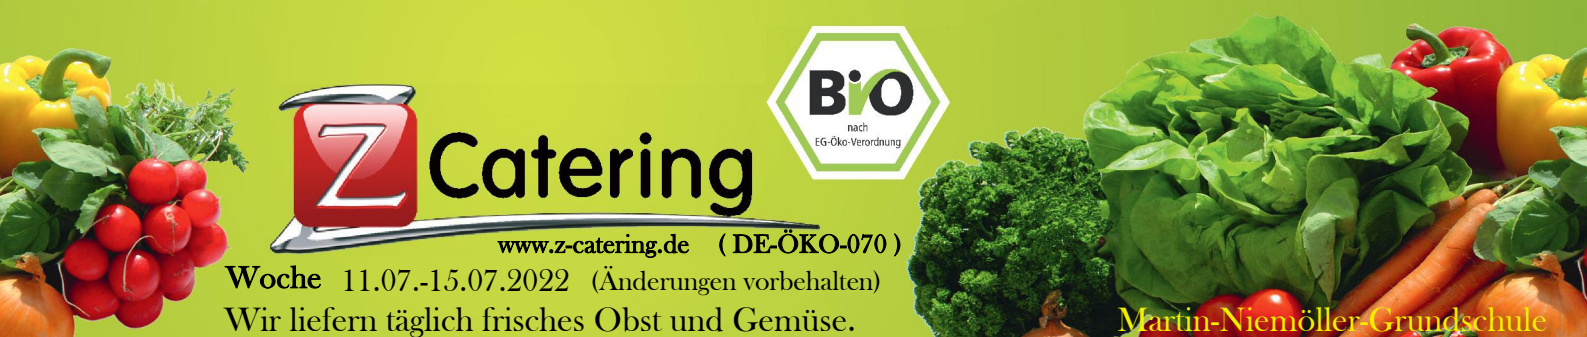 BiO
nach
EG-Öko-Verordnung
Z Catering
www.z-catering.de ( DE-ÖKO-070 )
Woche 11.07.-15.07.2022 (Änderungen vorbehalten)
Wir liefern täglich frisches Obst und Gemüse.
Martin-Niemöller-Grundschule